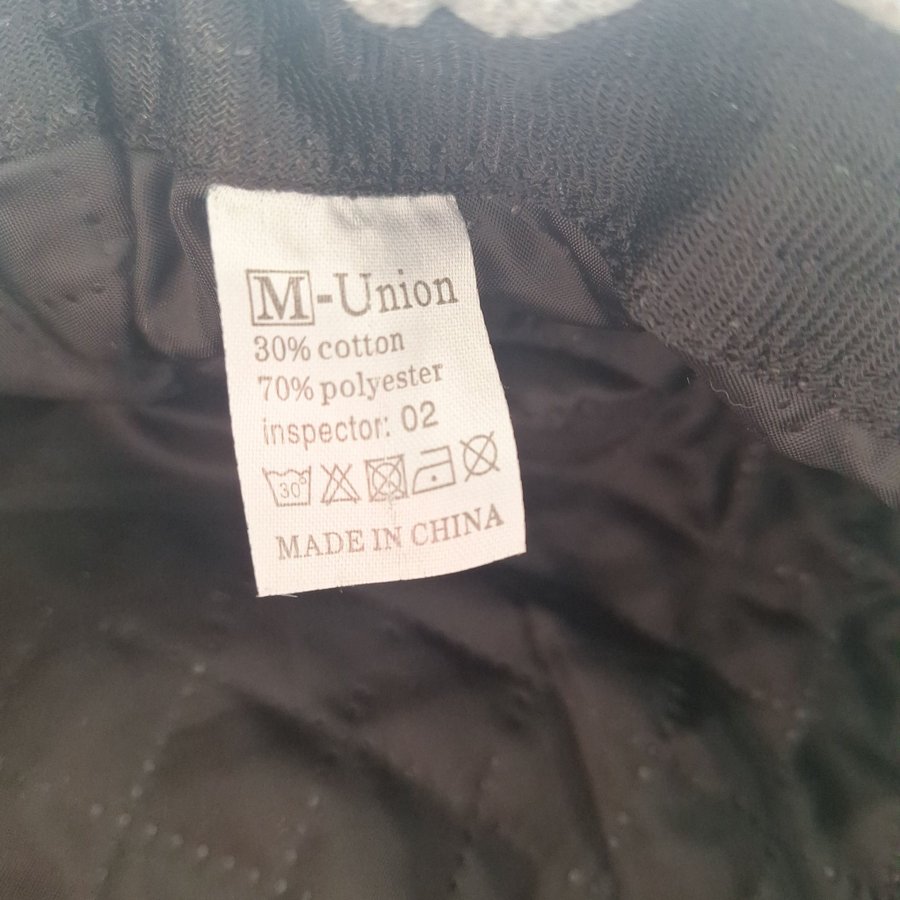 M-Union
30% cotton
70% polyester
inspector: 02
30°
MADE IN CHINA